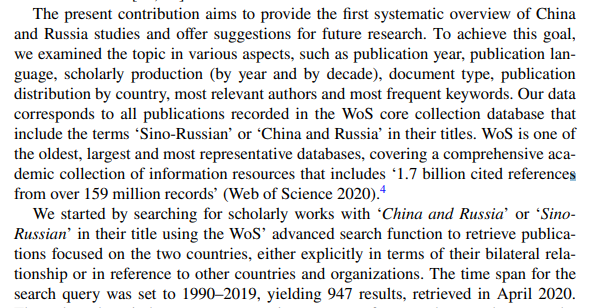 The present contribution aims to provide the first systematic overview of China
and Russia studies and offer suggestions for future research. To achieve this goal,
we examined the topic in various aspects, such as publication year, publication lan-
guage, scholarly production (by year and by decade), document type, publication
distribution by country, most relevant authors and most frequent keywords. Our data
corresponds to all publications recorded in the WoS core collection database that
include the terms ‘Sino-Russian’ or ‘China and Russia’ in their titles. WoS is one of
the oldest, largest and most representative databases, covering a comprehensive aca-
demic collection of information resources that includes ‘1.7 billion cited references
from over 159 million records’ (Web of Science 2020).4
We started by searching for scholarly works with ‘China and Russia’ or ‘Sino-
Russian’ in their title using the WoS’ advanced search function to retrieve publica-
tions focused on the two countries, either explicitly in terms of their bilateral rela-
tionship or in reference to other countries and organizations. The time span for the
search query was set to 1990–2019, yielding 947 results, retrieved in April 2020.